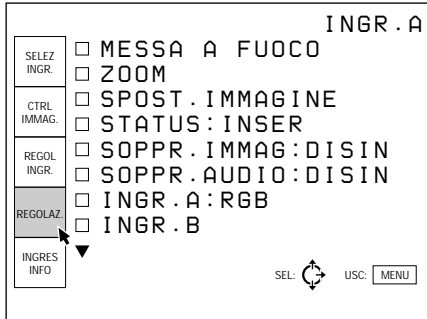 INGR.A
SELEZ
INGR.
CTRL
IMMAG.
REGOL
INGR.
REGOLAZ.
INGRES
INFO
MESSA A FUOCO
ZOOM
SPOST.IMMAGINE
STATUS:INSER
SOPPR.IMMAG:DISIN
SOPPR.AUDIO:DISIN
INGR.A:RGB
INGR.B
SEL: USC: MENU